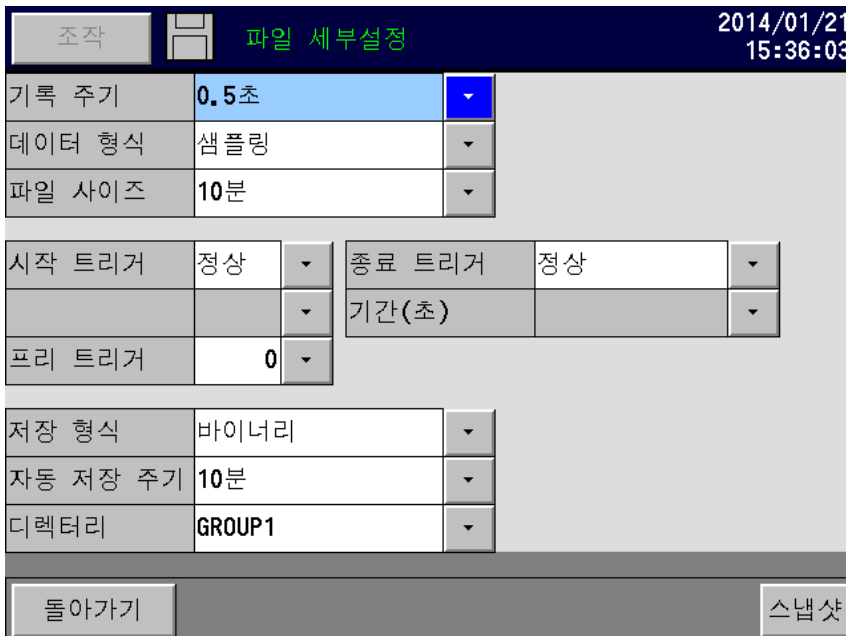 조작 파일 세부설정 2014/01/21
15:36:03
기록 주기 0.5초
데이터 형식 샘플링
파일 사이즈 10분
시작 트리거 정상 종료 트리거 정상
기간(초)
프리 트리거 0
저장 형식 바이너리
자동 저장 주기 10분
디렉터리 GROUP1
돌아가기 스냅샷